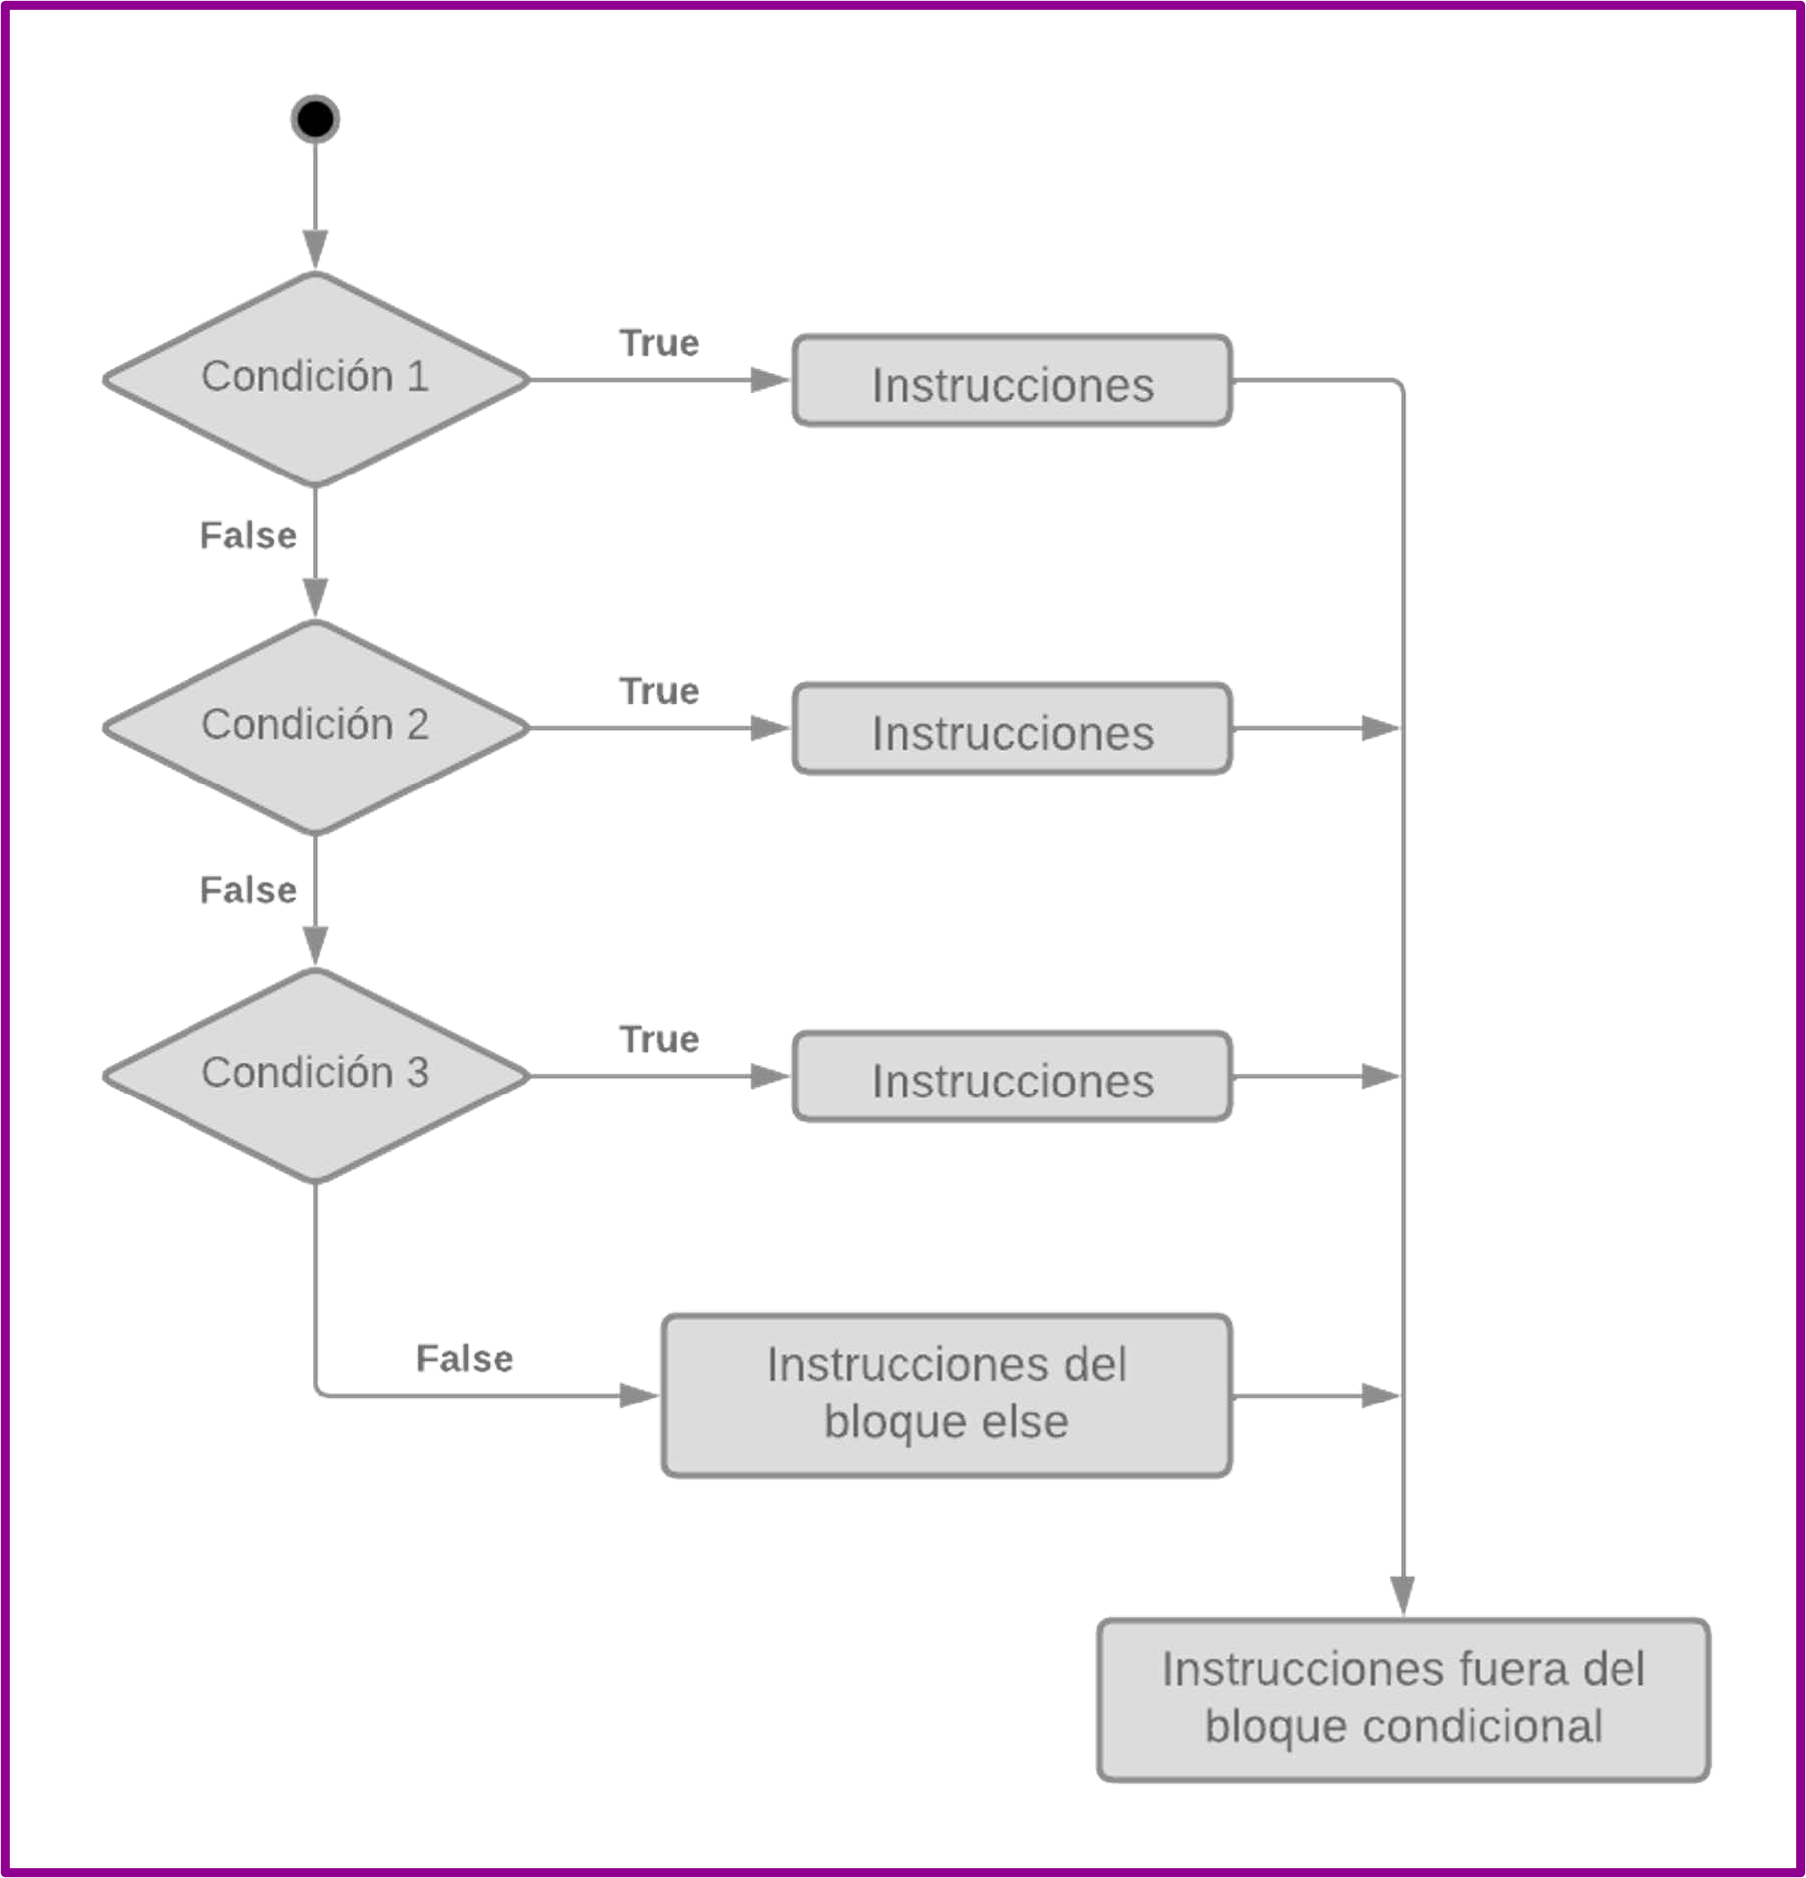 Condición 1
True
Instrucciones
False
Condición 2
True
Instrucciones
False
Condición 3
True
Instrucciones
False
Instrucciones del
bloque else
Instrucciones fuera del
bloque condicional